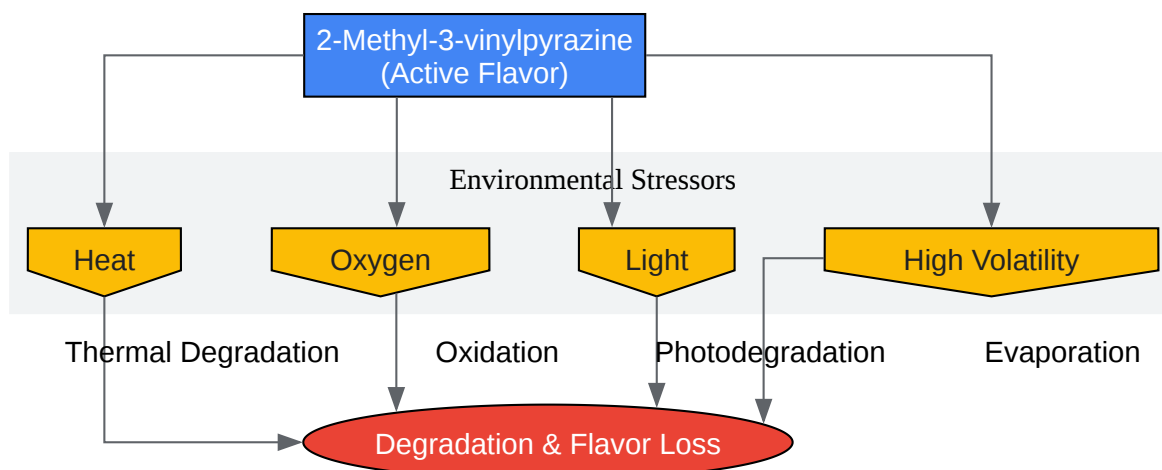 2-Methyl-3-vinylpyrazine
(Active Flavor)
Environmental Stressors
Heat
Oxygen
Light
High Volatility
Thermal Degradation
Oxidation
Photodegradation
Evaporation
Degradation & Flavor Loss